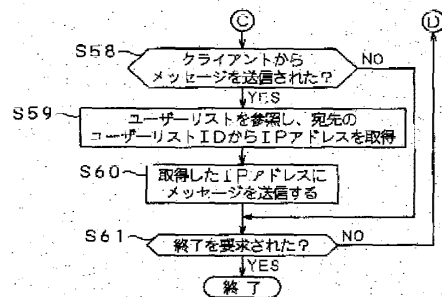 C
D
S58
クライアントから
メッセージを送信された?
NO
YES
S59
ユーザーリストを参照し、宛先の
ユーザーリストIDからIPアドレスを取得
S60
取得したIPアドレスに
メッセージを送信する
S61
終了を要求された?
NO
YES
終了